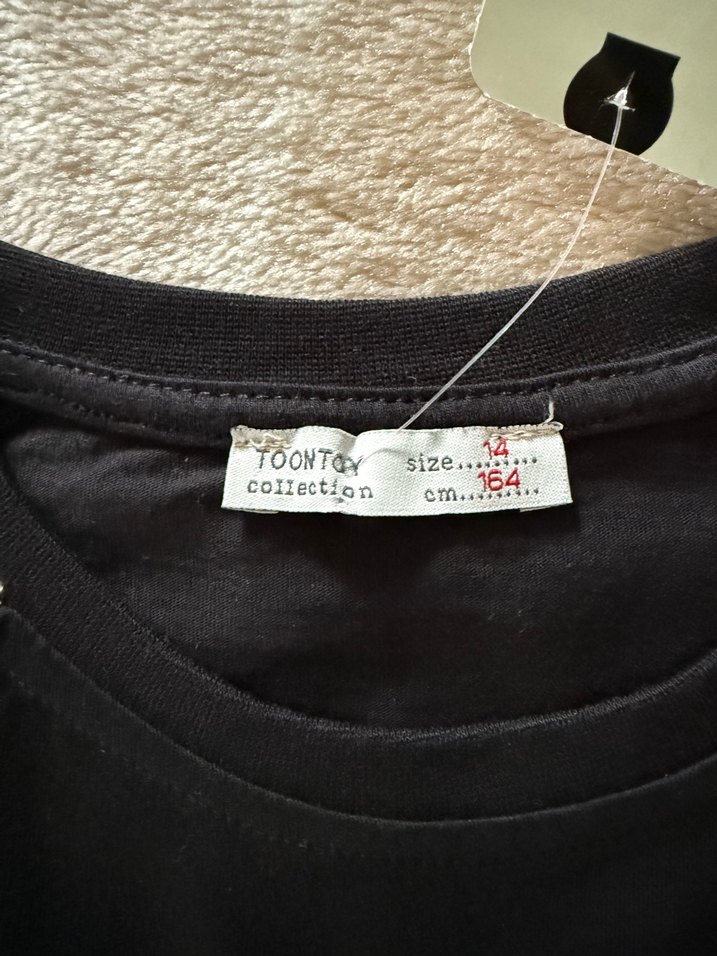 TOONTOY size.........14
collection cm.........164